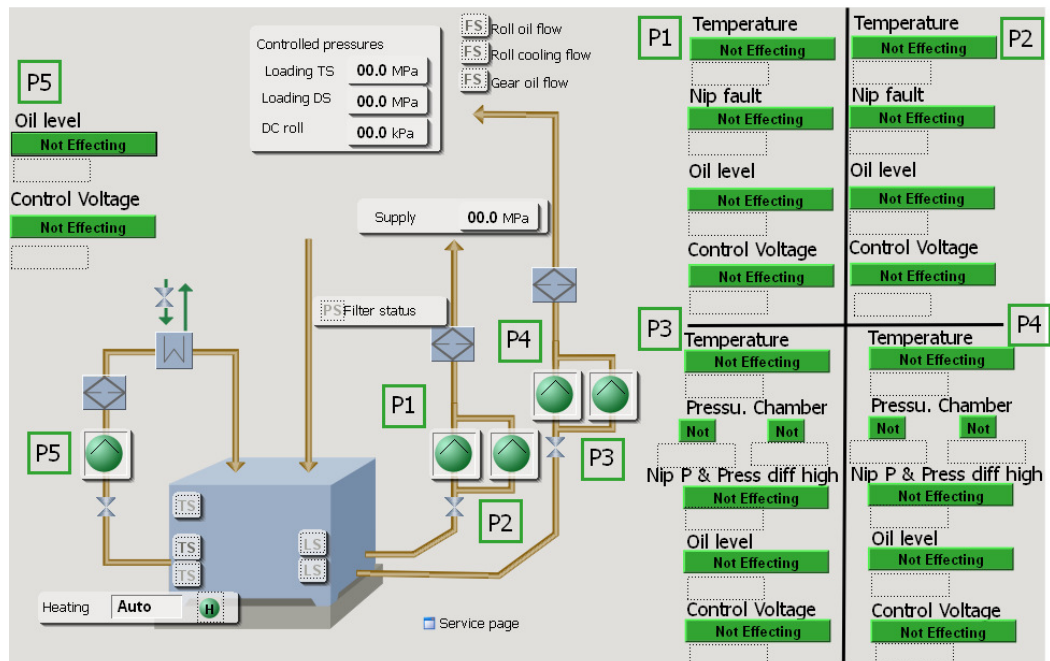 P5
Oil level
Not Effecting
Control Voltage
Not Effecting
Controlled pressures
Loading TS 00.0 MPa
Loading DS 00.0 MPa
DC roll 00.0 kPa
FS Roll oil flow
FS Roll cooling flow
FS Gear oil flow
Supply 00.0 MPa
PS Filter status
P4
P1
P5
P3
P2
TS
TS
TS
LS
LS
Heating Auto H
Service page
P1
Temperature
Not Effecting
Nip fault
Not Effecting
Oil level
Not Effecting
Control Voltage
Not Effecting
P2
Temperature
Not Effecting
Nip fault
Not Effecting
Oil level
Not Effecting
Control Voltage
Not Effecting
P3
Temperature
Not Effecting
Pressu. Chamber
Not Not
Nip P & Press diff high
Not Effecting
Oil level
Not Effecting
Control Voltage
Not Effecting
P4
Temperature
Not Effecting
Pressu. Chamber
Not Not
Nip P & Press diff high
Not Effecting
Oil level
Not Effecting
Control Voltage
Not Effecting